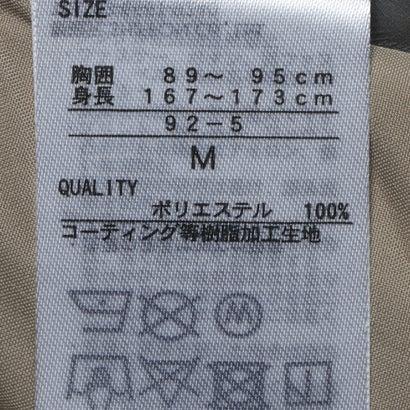 SIZE
胸囲 89〜 95cm
身長 167〜173cm
92−5
M
QUALITY
ポリエステル 100%
コーティング等樹脂加工生地
W